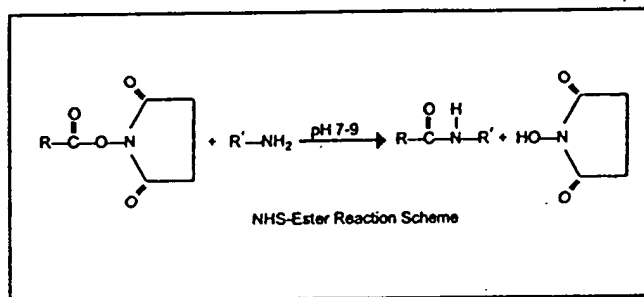 O O
O
R—C—O—N + R'—NH₂ pH 7-9 R—C—N—R' + HO—N
O H
O O
NHS-Ester Reaction Scheme